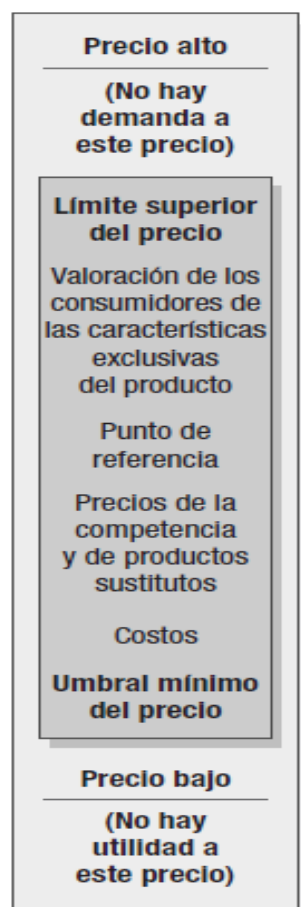 Precio alto
(No hay
demanda a
este precio)
Límite superior
del precio
Valoración de los
consumidores de
las características
exclusivas
del producto
Punto de
referencia
Precios de la
competencia
y de productos
sustitutos
Costos
Umbral mínimo
del precio
Precio bajo
(No hay
utilidad a
este precio)